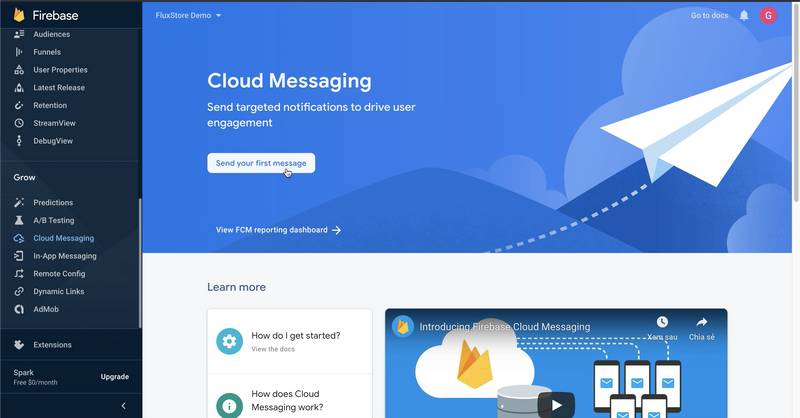 Firebase
Audiences
Funnels
User Properties
Latest Release
Retention
StreamView
DebugView
Grow
Predictions
A/B Testing
Cloud Messaging
In-App Messaging
Remote Config
Dynamic Links
AdMob
Extensions
Spark
Free $0/month
Upgrade
FluxStore Demo
Go to docs
G
Cloud Messaging
Send targeted notifications to drive user
engagement
Send your first message
View FCM reporting dashboard
Learn more
How do I get started?
View the docs
How does Cloud
Messaging work?
Introducing Firebase Cloud Messaging
Xem sau
Chia sẻ